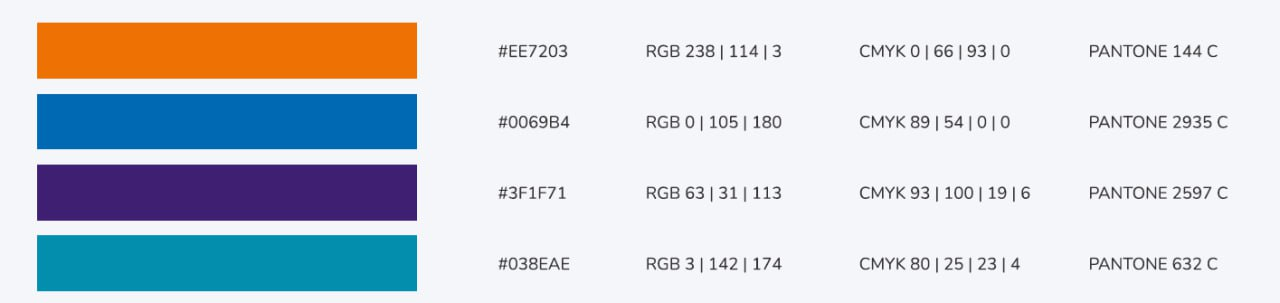 #EE7203 RGB 238 | 114 | 3 CMYK 0 | 66 | 93 | 0 PANTONE 144 C
#0069B4 RGB 0 | 105 | 180 CMYK 89 | 54 | 0 | 0 PANTONE 2935 C
#3F1F71 RGB 63 | 31 | 113 CMYK 93 | 100 | 19 | 6 PANTONE 2597 C
#038EAE RGB 3 | 142 | 174 CMYK 80 | 25 | 23 | 4 PANTONE 632 C